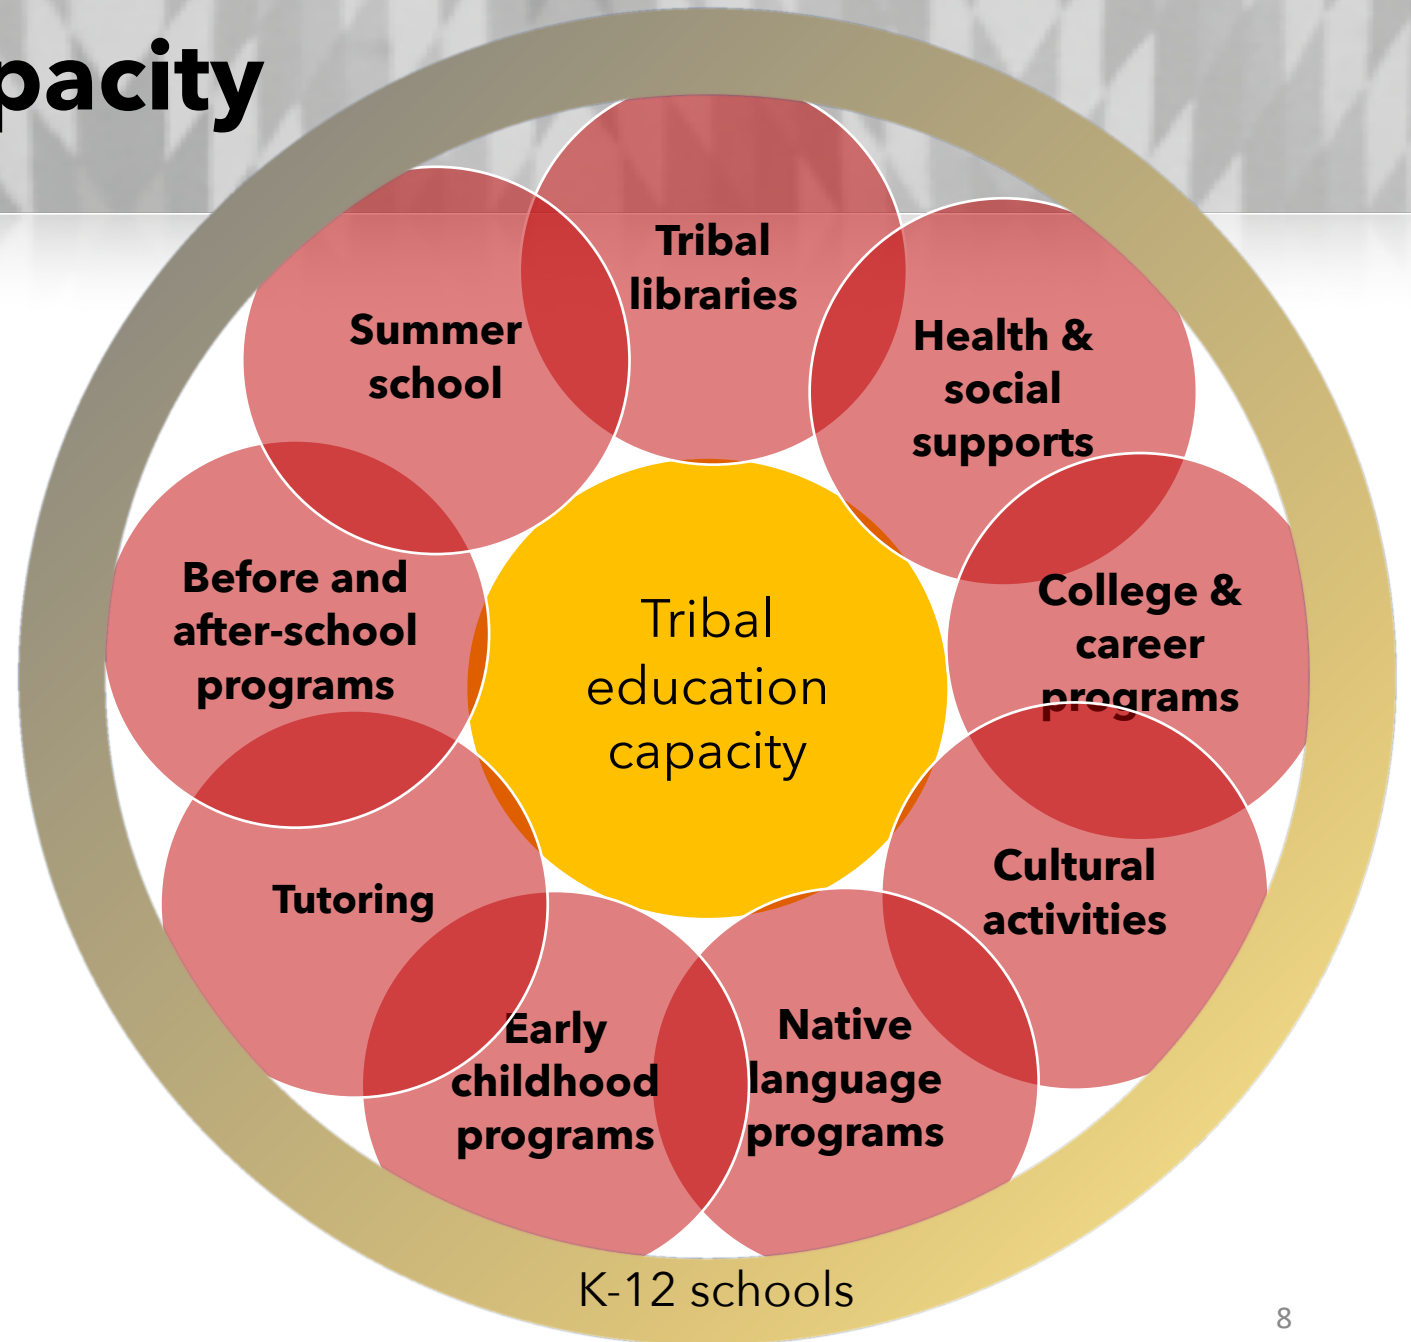 pacity
Tribal
libraries
Summer
school
Health &
social
supports
Before and
after-school
programs
Tribal
education
capacity
College &
career
programs
Tutoring
Cultural
activities
Early
childhood
programs
Native
language
programs
K-12 schools
8